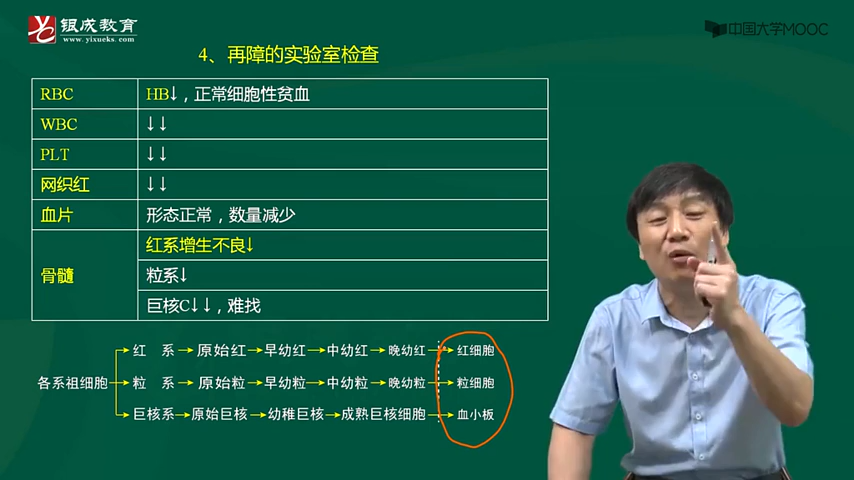 银成教育
www.yixueks.com
中国大学MOOC
4、再障的实验室检查
RBC HB↓，正常细胞性贫血
WBC ↓↓
PLT ↓↓
网织红 ↓↓
血片 形态正常，数量减少
骨髓 红系增生不良↓
粒系↓
巨核C↓↓，难找
各系祖细胞
红 系→原始红→早幼红→中幼红→晚幼红→红细胞
粒 系→原始粒→早幼粒→中幼粒→晚幼粒→粒细胞
巨核系→原始巨核→幼稚巨核→成熟巨核细胞→血小板